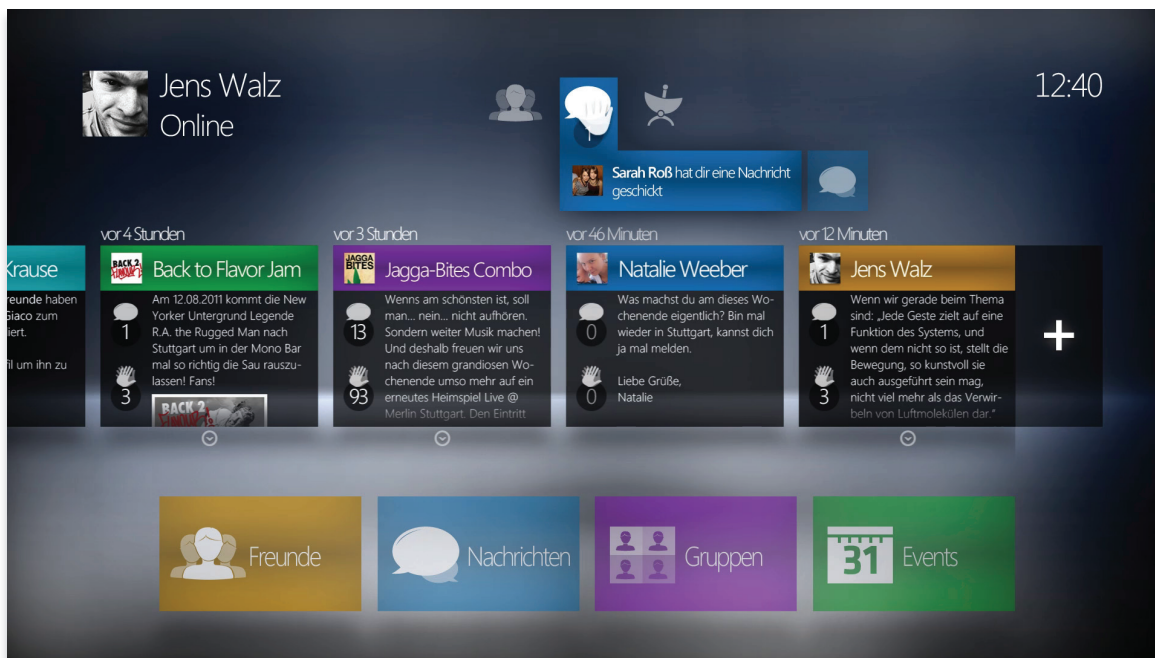 Jens Walz
Online
12:40
1
Sarah Roß hat dir eine Nachricht
geschickt
vor 4 Stunden
vor 3 Stunden
vor 46 Minuten
vor 12 Minuten
Krause
reunde haben
Giaco zum
iert.
fil um ihn zu
BACK 2
Back to Flavor Jam
1
3
Am 12.08.2011 kommt die New
Yorker Untergrund Legende
R.A. the Rugged Man nach
Stuttgart um in der Mono Bar
mal so richtig die Sau rauszu-
lassen! Fans!
BACK 2
JAGGA
BITES
Jagga-Bites Combo
13
93
Wenns am schönsten ist, soll
man... nein... nicht aufhören.
Sondern weiter Musik machen!
Und deshalb freuen wir uns
nach diesem grandiosen Wo-
chenende umso mehr auf ein
erneutes Heimspiel Live @
Merlin Stuttgart. Den Eintritt
Natalie Weeber
0
0
Was machst du am dieses Wo-
chenende eigentlich? Bin mal
wieder in Stuttgart, kannst dich
ja mal melden.
Liebe Grüße,
Natalie
Jens Walz
1
3
Wenn wir gerade beim Thema
sind: „Jede Geste zielt auf eine
Funktion des Systems, und
wenn dem nicht so ist, stellt die
Bewegung, so kunstvoll sie
auch ausgeführt sein mag,
nicht viel mehr als das Verwir-
beln von Luftmolekülen dar.“
+
Freunde
Nachrichten
Gruppen
31
Events